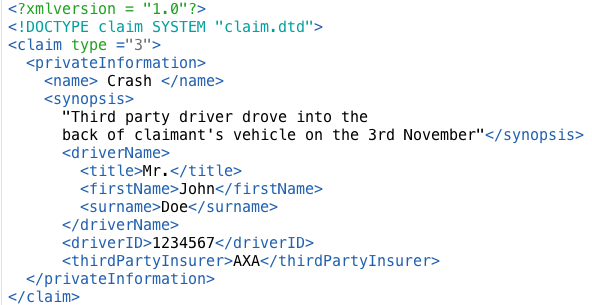 <?xmlversion = "1.0"?>
<!DOCTYPE claim SYSTEM "claim.dtd">
<claim type ="3">
  <privateInformation>
    <name> Crash </name>
    <synopsis>
      "Third party driver drove into the
      back of claimant's vehicle on the 3rd November"</synopsis>
      <driverName>
        <title>Mr.</title>
        <firstName>John</firstName>
        <surname>Doe</surname>
      </driverName>
      <driverID>1234567</driverID>
      <thirdPartyInsurer>AXA</thirdPartyInsurer>
  </privateInformation>
</claim>